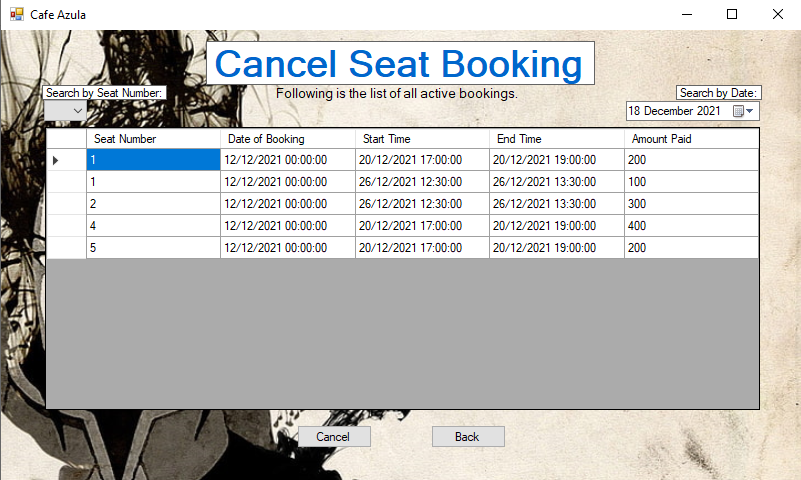 Cafe Azula
Cancel Seat Booking
Search by Seat Number:
Following is the list of all active bookings.
Search by Date:
18 December 2021
Seat Number Date of Booking Start Time End Time Amount Paid
1 12/12/2021 00:00:00 20/12/2021 17:00:00 20/12/2021 19:00:00 200
1 12/12/2021 00:00:00 26/12/2021 12:30:00 26/12/2021 13:30:00 100
2 12/12/2021 00:00:00 26/12/2021 12:30:00 26/12/2021 13:30:00 300
4 12/12/2021 00:00:00 20/12/2021 17:00:00 20/12/2021 19:00:00 400
5 12/12/2021 00:00:00 20/12/2021 17:00:00 20/12/2021 19:00:00 200
Cancel Back